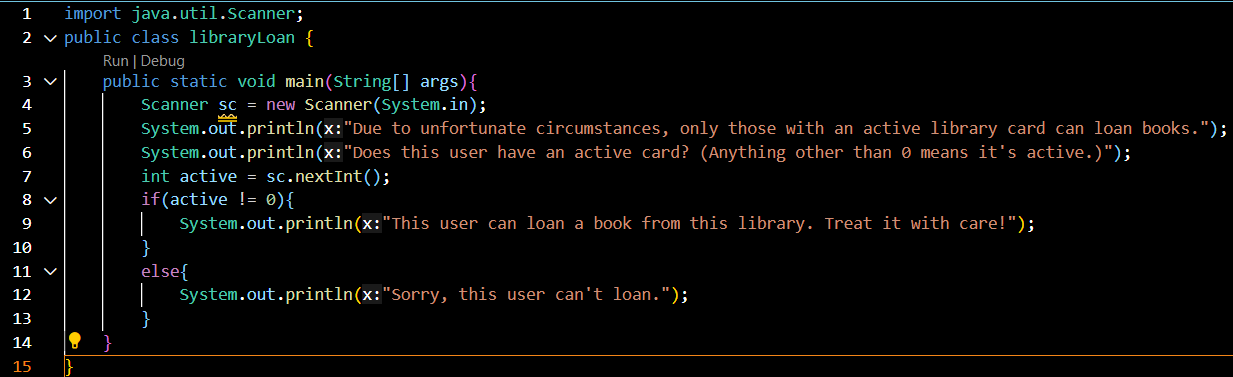 1 import java.util.Scanner;
2 public class libraryLoan {
Run | Debug
3 public static void main(String[] args){
4 Scanner sc = new Scanner(System.in);
5 System.out.println(x:"Due to unfortunate circumstances, only those with an active library card can loan books.");
6 System.out.println(x:"Does this user have an active card? (Anything other than 0 means it's active.)");
7 int active = sc.nextInt();
8 if(active != 0){
9 System.out.println(x:"This user can loan a book from this library. Treat it with care!");
10 }
11 else{
12 System.out.println(x:"Sorry, this user can't loan.");
13 }
14 }
15 }